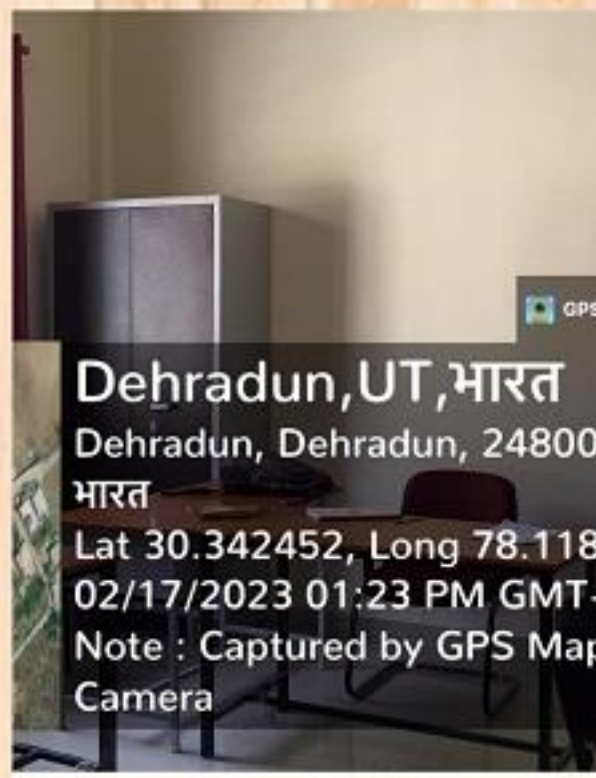 GPS
Dehradun,UT,भारत
Dehradun, Dehradun, 24800
भारत
Lat 30.342452, Long 78.118
02/17/2023 01:23 PM GMT-
Note : Captured by GPS Map
Camera